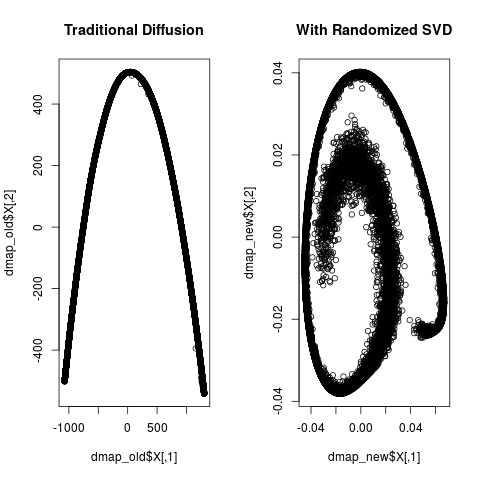 Traditional Diffusion
dmap_old$X[,2]
400
200
0
-200
-400
-1000
0
500
dmap_old$X[,1]
With Randomized SVD
dmap_new$X[,2]
0.04
0.02
0.00
-0.02
-0.04
-0.04
0.00
0.04
dmap_new$X[,1]